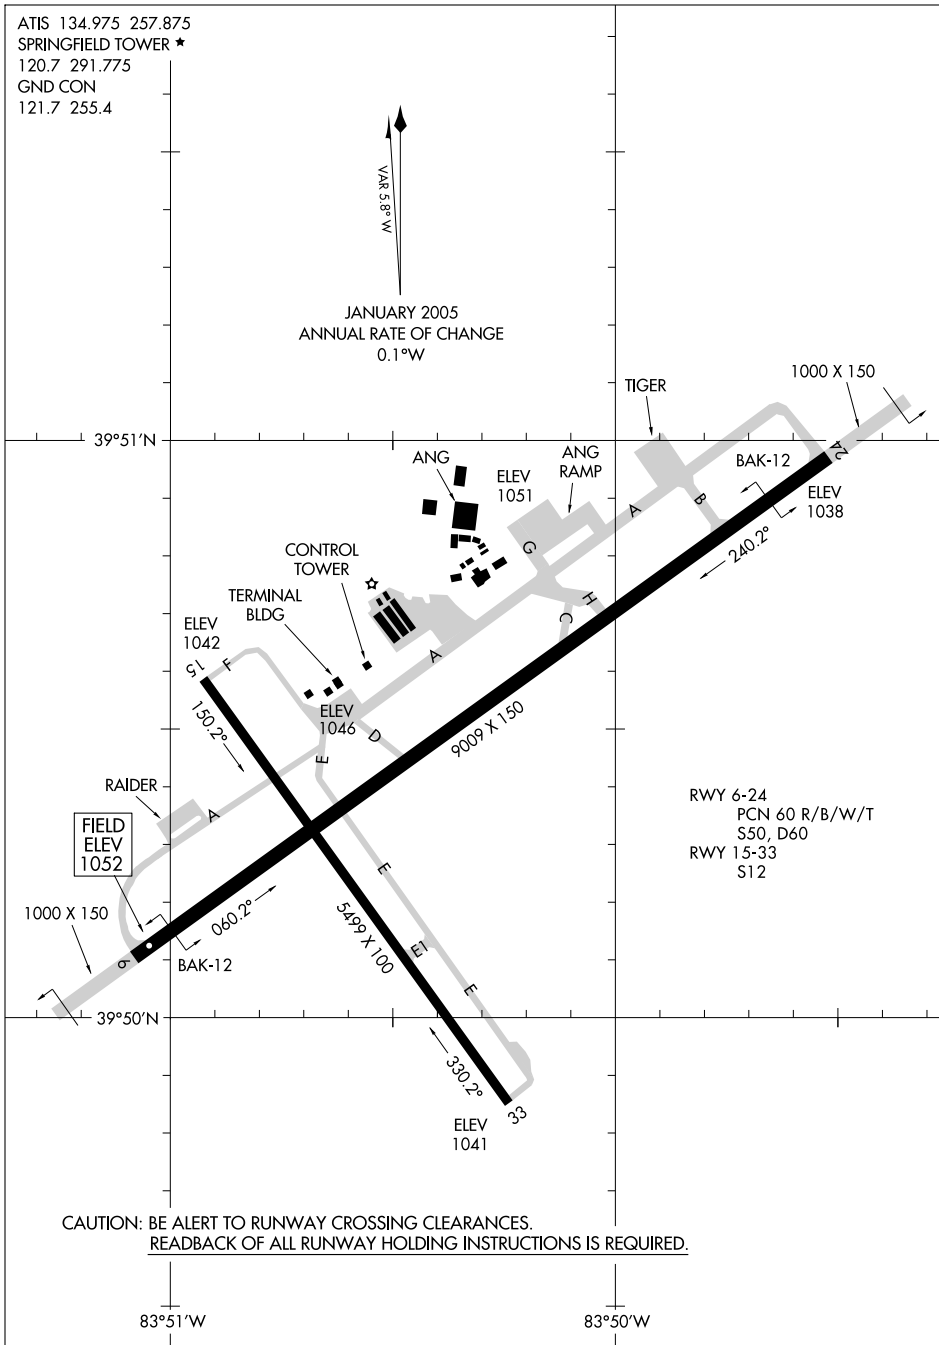 ATIS 134.975 257.875
SPRINGFIELD TOWER ★
120.7 291.775
GND CON
121.7 255.4
VAR 5.8° W
JANUARY 2005
ANNUAL RATE OF CHANGE
0.1°W
1000 X 150
TIGER
39°51'N
24
ANG
ANG
RAMP
BAK-12
ELEV
1051
ELEV
1038
A
B
240.2°
G
CONTROL
TOWER
H
TERMINAL
BLDG
C
ELEV
1042
A
15
F
ELEV
1046
150.2°
D
9009 X 150
E
RAIDER
A
RWY 6-24
PCN 60 R/B/W/T
S50, D60
RWY 15-33
S12
FIELD
ELEV
1052
E
1000 X 150
060.2°
5499 X 100
E1
6
BAK-12
E
39°50'N
330.2°
33
ELEV
1041
CAUTION: BE ALERT TO RUNWAY CROSSING CLEARANCES.
READBACK OF ALL RUNWAY HOLDING INSTRUCTIONS IS REQUIRED.
83°51'W
83°50'W